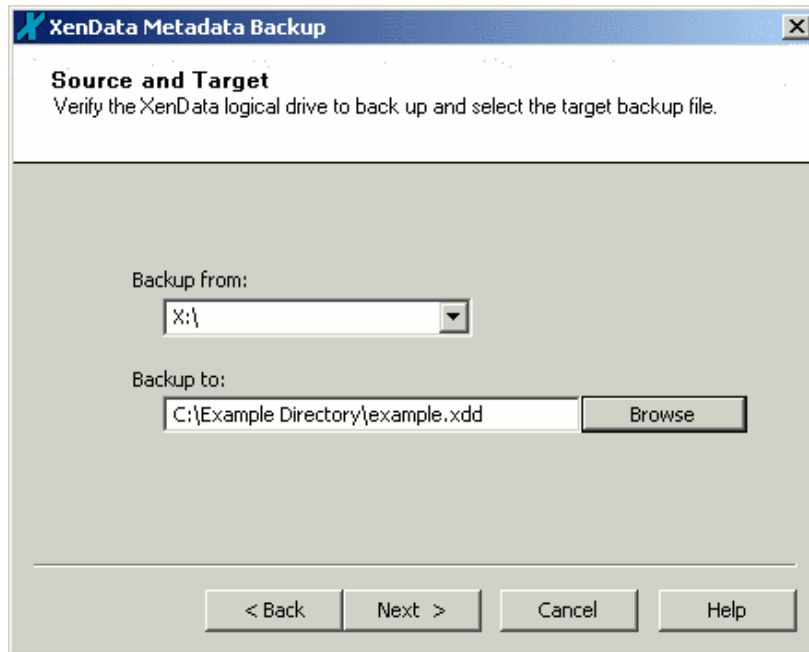 XenData Metadata Backup
Source and Target
Verify the XenData logical drive to back up and select the target backup file.
Backup from:
X:\
Backup to:
C:\Example Directory\example.xdd
Browse
< Back
Next >
Cancel
Help